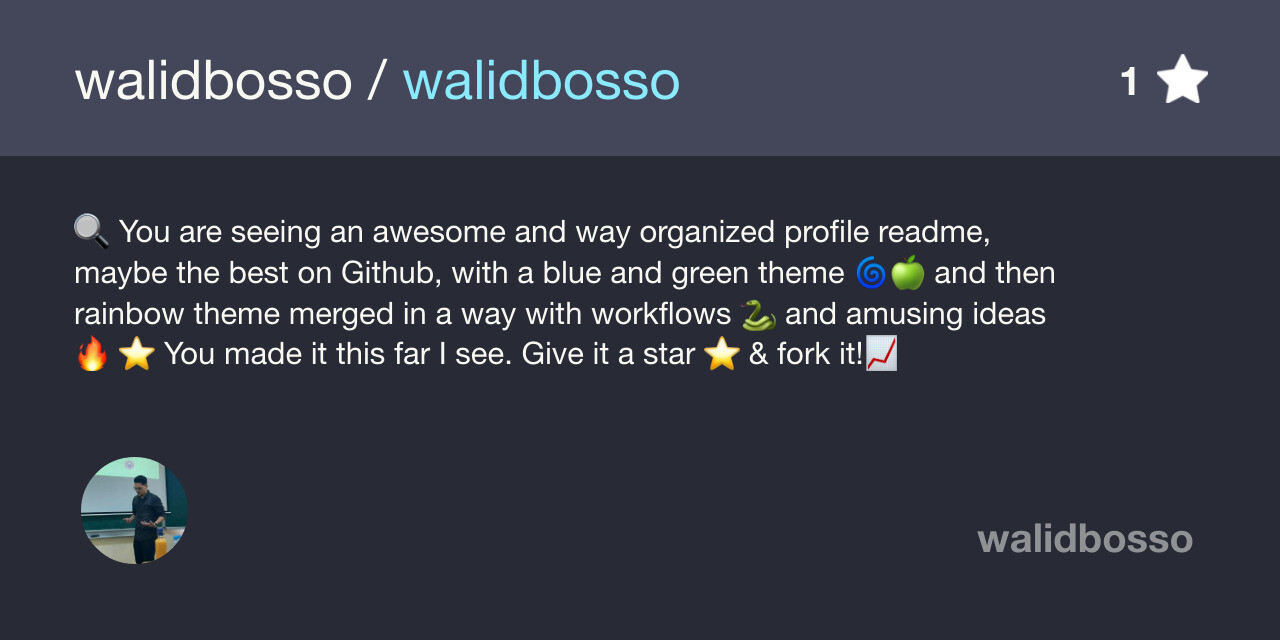 walidbosso / walidbosso
1
🔍 You are seeing an awesome and way organized profile readme,
maybe the best on Github, with a blue and green theme 🌀🍏 and then
rainbow theme merged in a way with workflows 🐍 and amusing ideas
🔥 ⭐ You made it this far I see. Give it a star ⭐ & fork it!📈
walidbosso